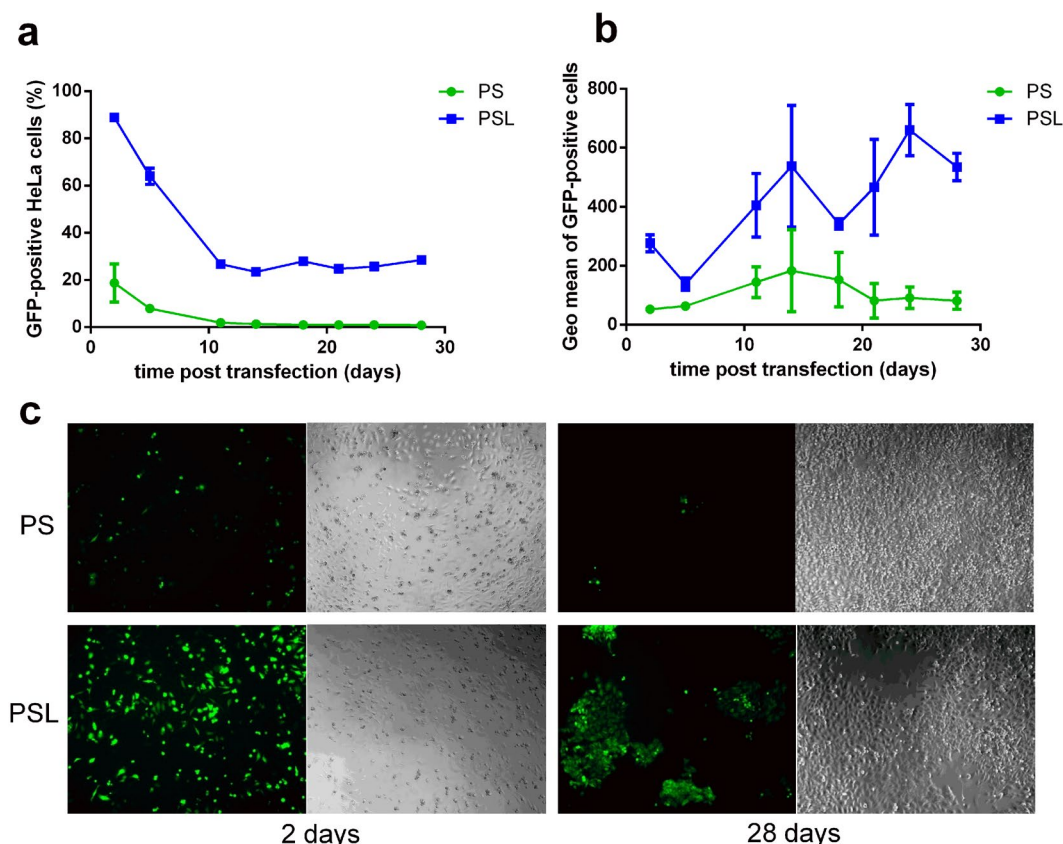 a
GFP-positive HeLa cells (%)
100
80
60
40
20
0
0 10 20 30
time post transfection (days)
PS
PSL
b
Geo mean of GFP-positive cells
800
600
400
200
0
0 10 20 30
time post transfection (days)
PS
PSL
c
PS
PSL
2 days
28 days